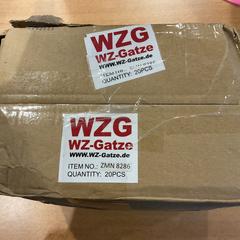 WZG
WZ-Gatze
www.WZ-Gatze.de
QUANTITY: 20PCS
WZG
WZ-Gatze
www.WZ-Gatze.de
ITEM NO.: ZMN 8286
QUANTITY: 20PCS